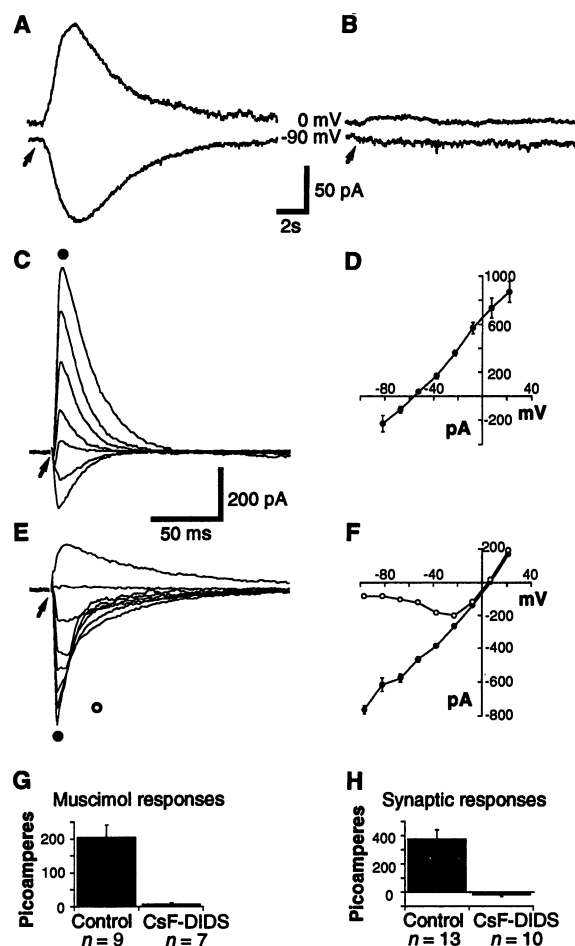 A
B
0 mV
-90 mV
50 pA
2s
C
D
1000
600
200
-80 -40 40
mV
pA -200
200 pA
50 ms
E
F
200
-80 -40 40
mV
-200
-400
-600
pA
-800
G
H
Muscimol responses
Synaptic responses
Picoamperes
200
100
0
Control CsF-DIDS
n = 9 n = 7
Picoamperes
400
200
0
Control CsF-DIDS
n = 13 n = 10